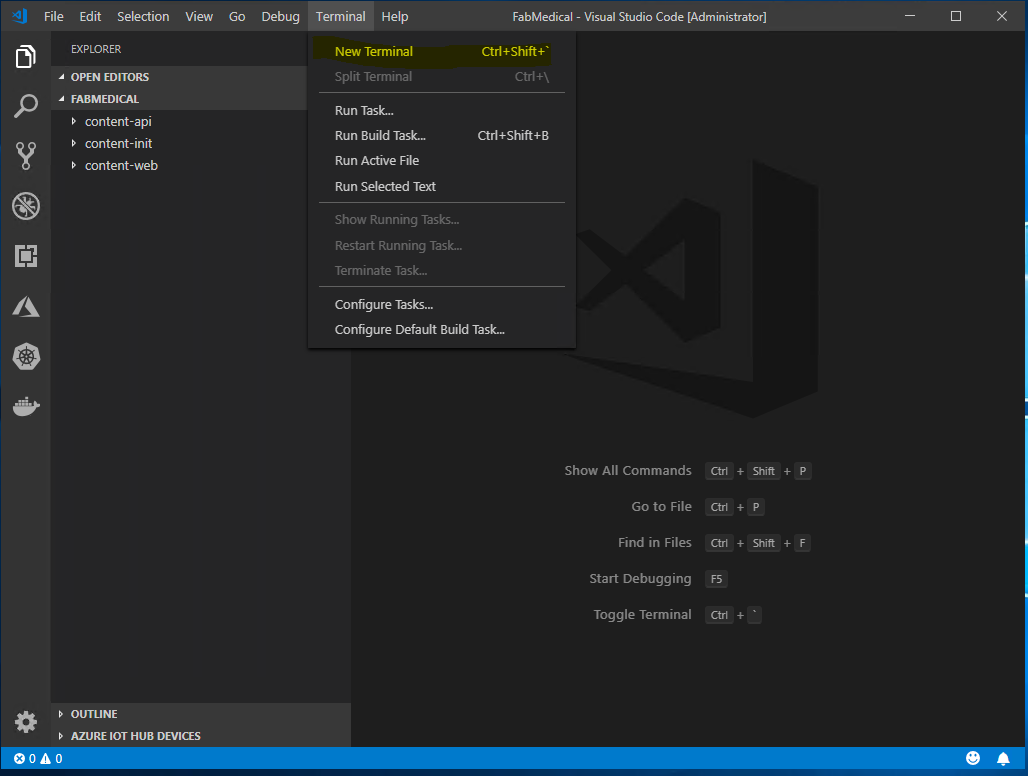 File Edit Selection View Go Debug Terminal Help FabMedical - Visual Studio Code [Administrator]
EXPLORER
OPEN EDITORS
FABMEDICAL
content-api
content-init
content-web
New Terminal Ctrl+Shift+`
Split Terminal Ctrl+\
Run Task...
Run Build Task... Ctrl+Shift+B
Run Active File
Run Selected Text
Show Running Tasks...
Restart Running Task...
Terminate Task...
Configure Tasks...
Configure Default Build Task...
Show All Commands Ctrl + Shift + P
Go to File Ctrl + P
Find in Files Ctrl + Shift + F
Start Debugging F5
Toggle Terminal Ctrl + `
OUTLINE
AZURE IOT HUB DEVICES
0 0